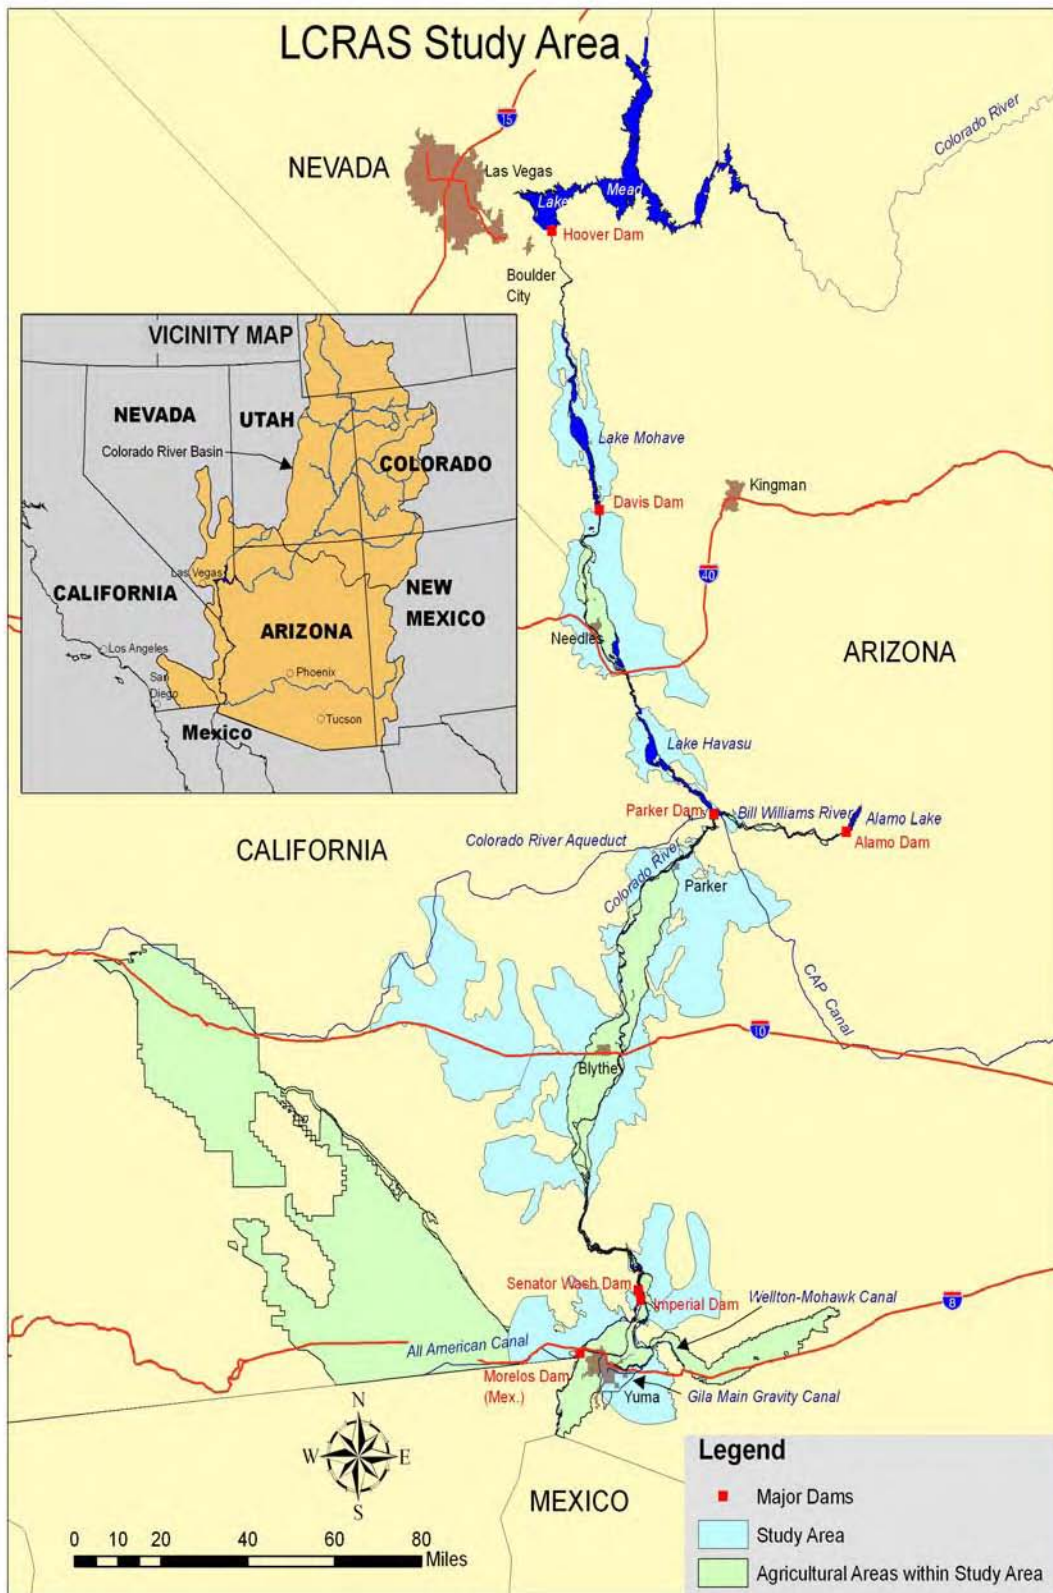 LCRAS Study Area
15
Colorado River
NEVADA
Las Vegas
Lake Mead
Hoover Dam
Boulder
City
VICINITY MAP
NEVADA
UTAH
Colorado River Basin
COLORADO
Las Vegas
CALIFORNIA
NEW
MEXICO
ARIZONA
Los Angeles
San
Diego
Phoenix
Tucson
Mexico
Lake Mohave
Kingman
Davis Dam
40
Needles
ARIZONA
Lake Havasu
Parker Dam
Bill Williams River
Alamo Lake
Alamo Dam
Colorado River Aqueduct
CALIFORNIA
Colorado River
Parker
CAP Canal
10
Blythe
Senator Wash Dam
Imperial Dam
Wellton-Mohawk Canal
8
All American Canal
Morelos Dam
(Mex.)
Yuma
Gila Main Gravity Canal
N
W E
S
MEXICO
0 10 20 40 60 80
Miles
Legend
Major Dams
Study Area
Agricultural Areas within Study Area